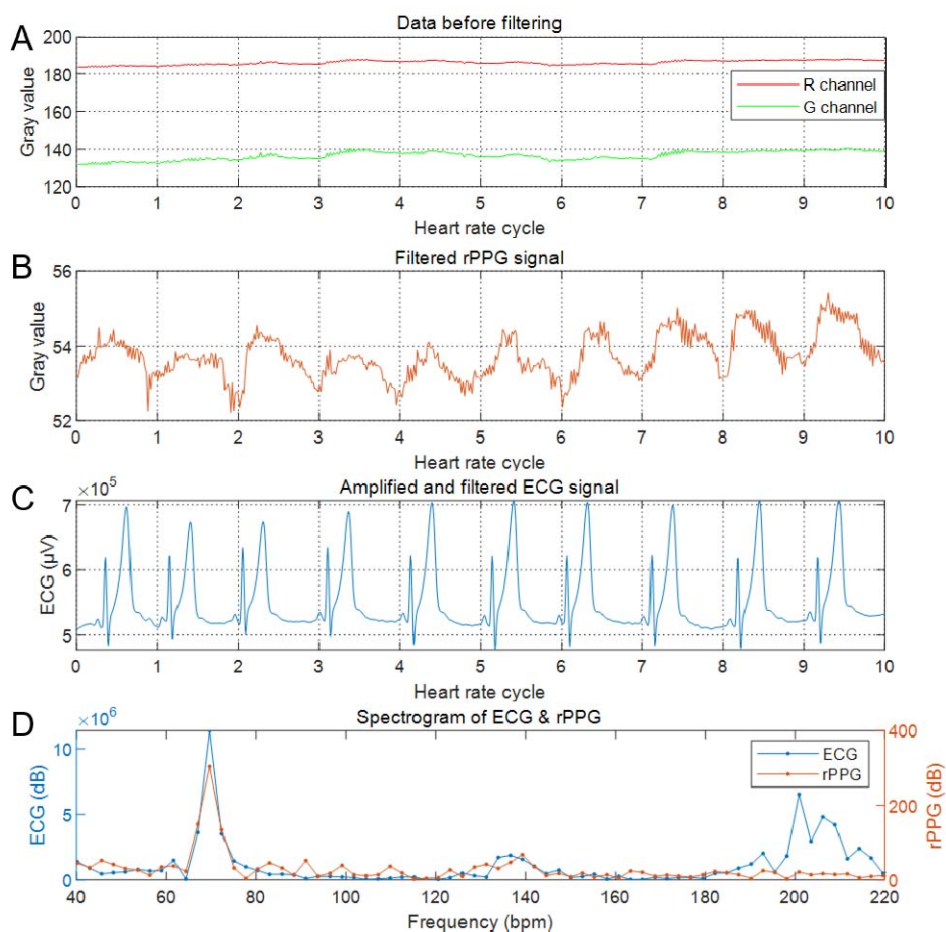 A
Data before filtering
200
180
160
140
120
Gray value
R channel
G channel
0 1 2 3 4 5 6 7 8 9 10
Heart rate cycle
B
Filtered rPPG signal
56
54
52
Gray value
0 1 2 3 4 5 6 7 8 9 10
Heart rate cycle
C
×10⁵
Amplified and filtered ECG signal
7
6
5
ECG (μV)
0 1 2 3 4 5 6 7 8 9 10
Heart rate cycle
D
×10⁶
Spectrogram of ECG & rPPG
10
5
0
ECG (dB)
ECG
rPPG
400
200
0
rPPG (dB)
40 60 80 100 120 140 160 180 200 220
Frequency (bpm)